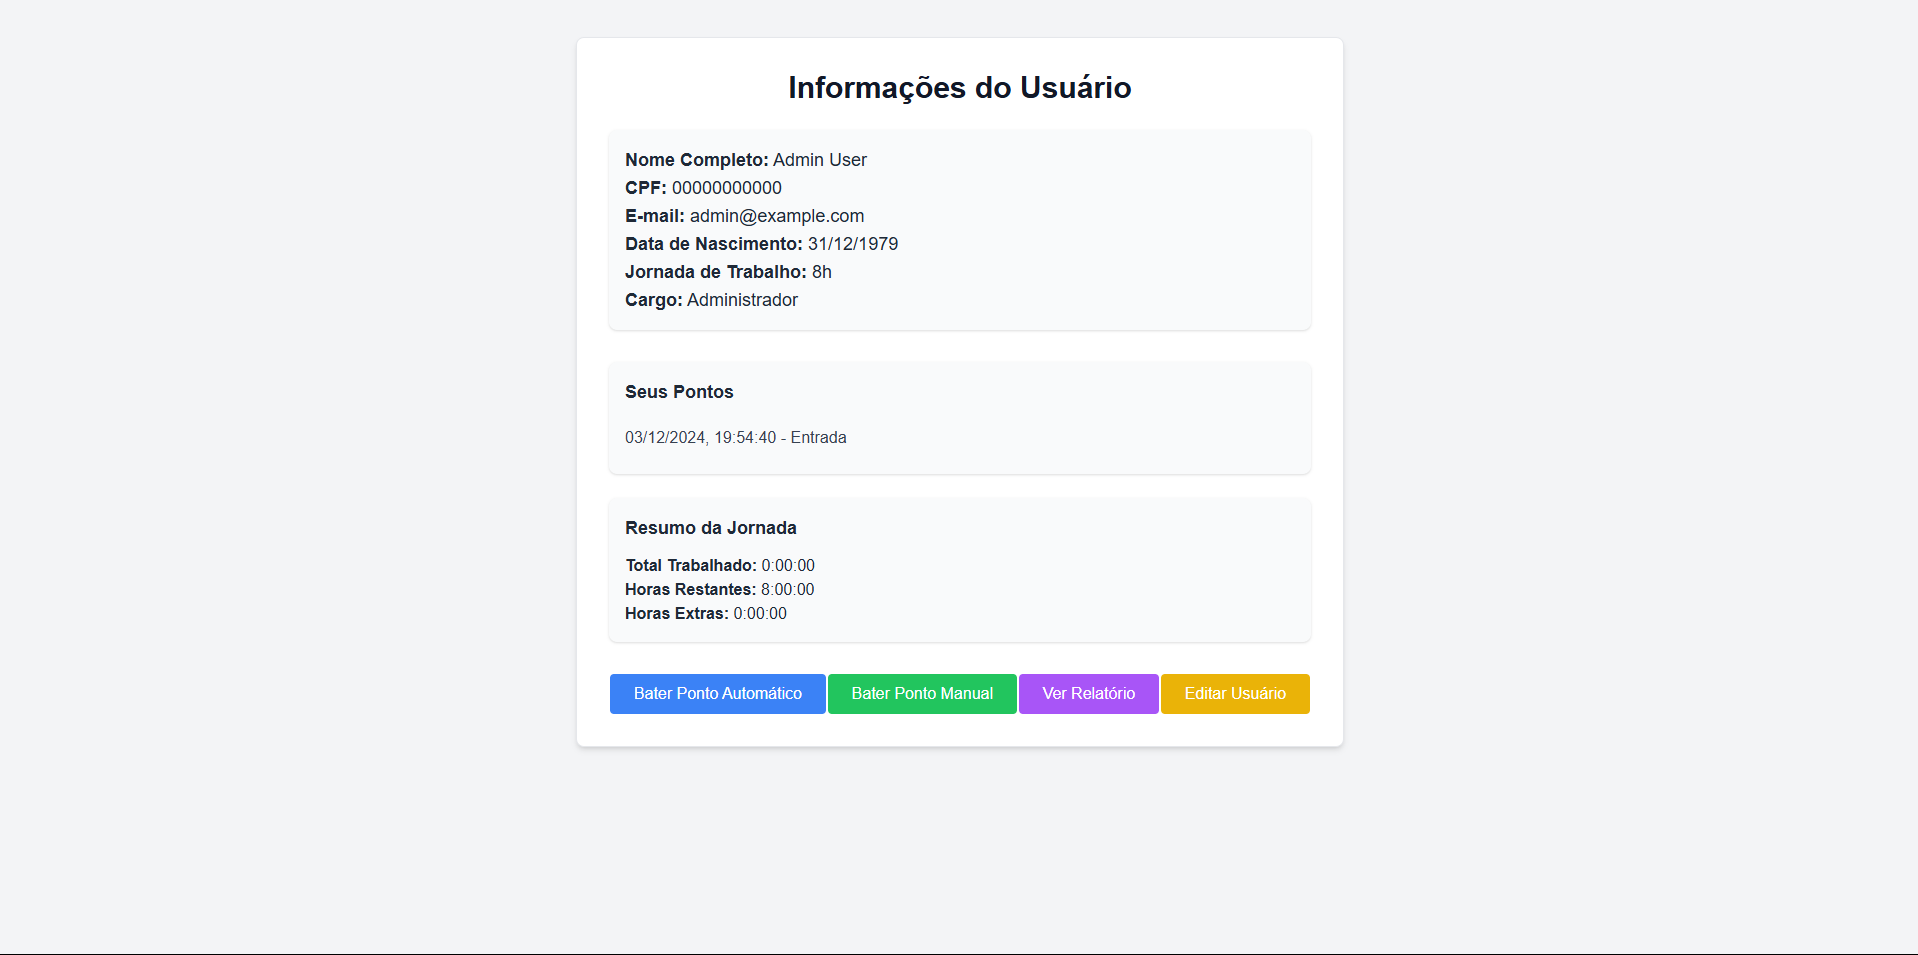 Informações do Usuário
Nome Completo: Admin User
CPF: 00000000000
E-mail: admin@example.com
Data de Nascimento: 31/12/1979
Jornada de Trabalho: 8h
Cargo: Administrador
Seus Pontos
03/12/2024, 19:54:40 - Entrada
Resumo da Jornada
Total Trabalhado: 0:00:00
Horas Restantes: 8:00:00
Horas Extras: 0:00:00
Bater Ponto Automático Bater Ponto Manual Ver Relatório Editar Usuário